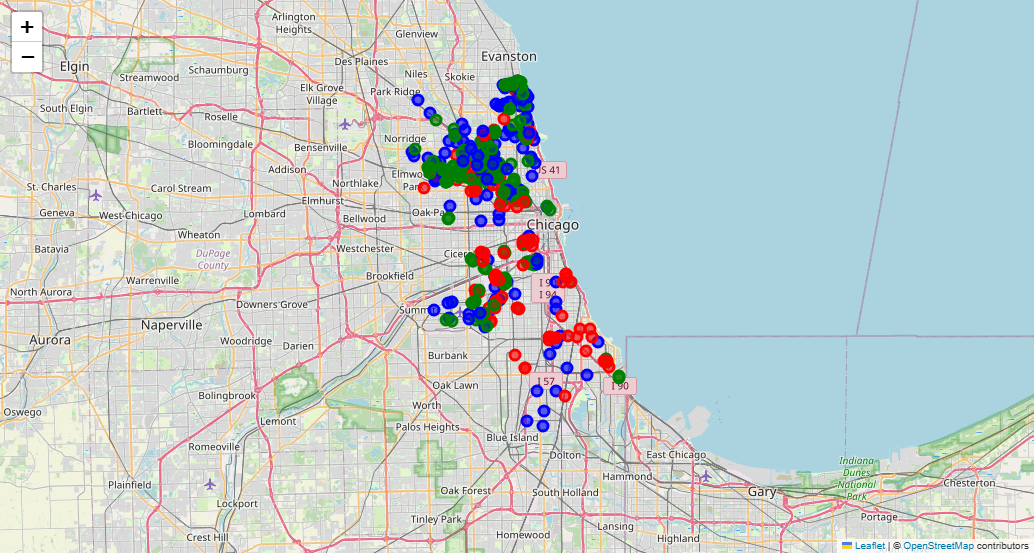 +
−
Arlington
Heights
Glenview
Evanston
Elgin
Streamwood
Schaumburg
Des Plaines
Niles
Skokie
Elk Grove
Village
Park Ridge
South Elgin
Bartlett
Roselle
Norridge
Bloomingdale
Bensenville
Addison
Elmwo
Par
US 41
St. Charles
Carol Stream
Northlake
Elmhurst
Geneva
West Chicago
Lombard
Bellwood
Oak Pa
Chicago
Wheaton
Batavia
DuPage
County
Westchester
Cicero
Brookfield
North Aurora
Warrenville
I 9
I 94
Downers Grove
Summ
Naperville
Aurora
Woodridge
Darien
Burbank
I 57
I 90
Oak Lawn
Bolingbrook
Oswego
Worth
Lemont
Palos Heights
Blue Island
Romeoville
Dolton
East Chicago
Indiana
Dunes
National
Park
Hammond
Plainfield
Gary
Chesterton
Lockport
Oak Forest
South Holland
Tinley Park
Portage
Lansing
Crest Hill
Homewood
Highland
Leaflet | © OpenStreetMap contributors